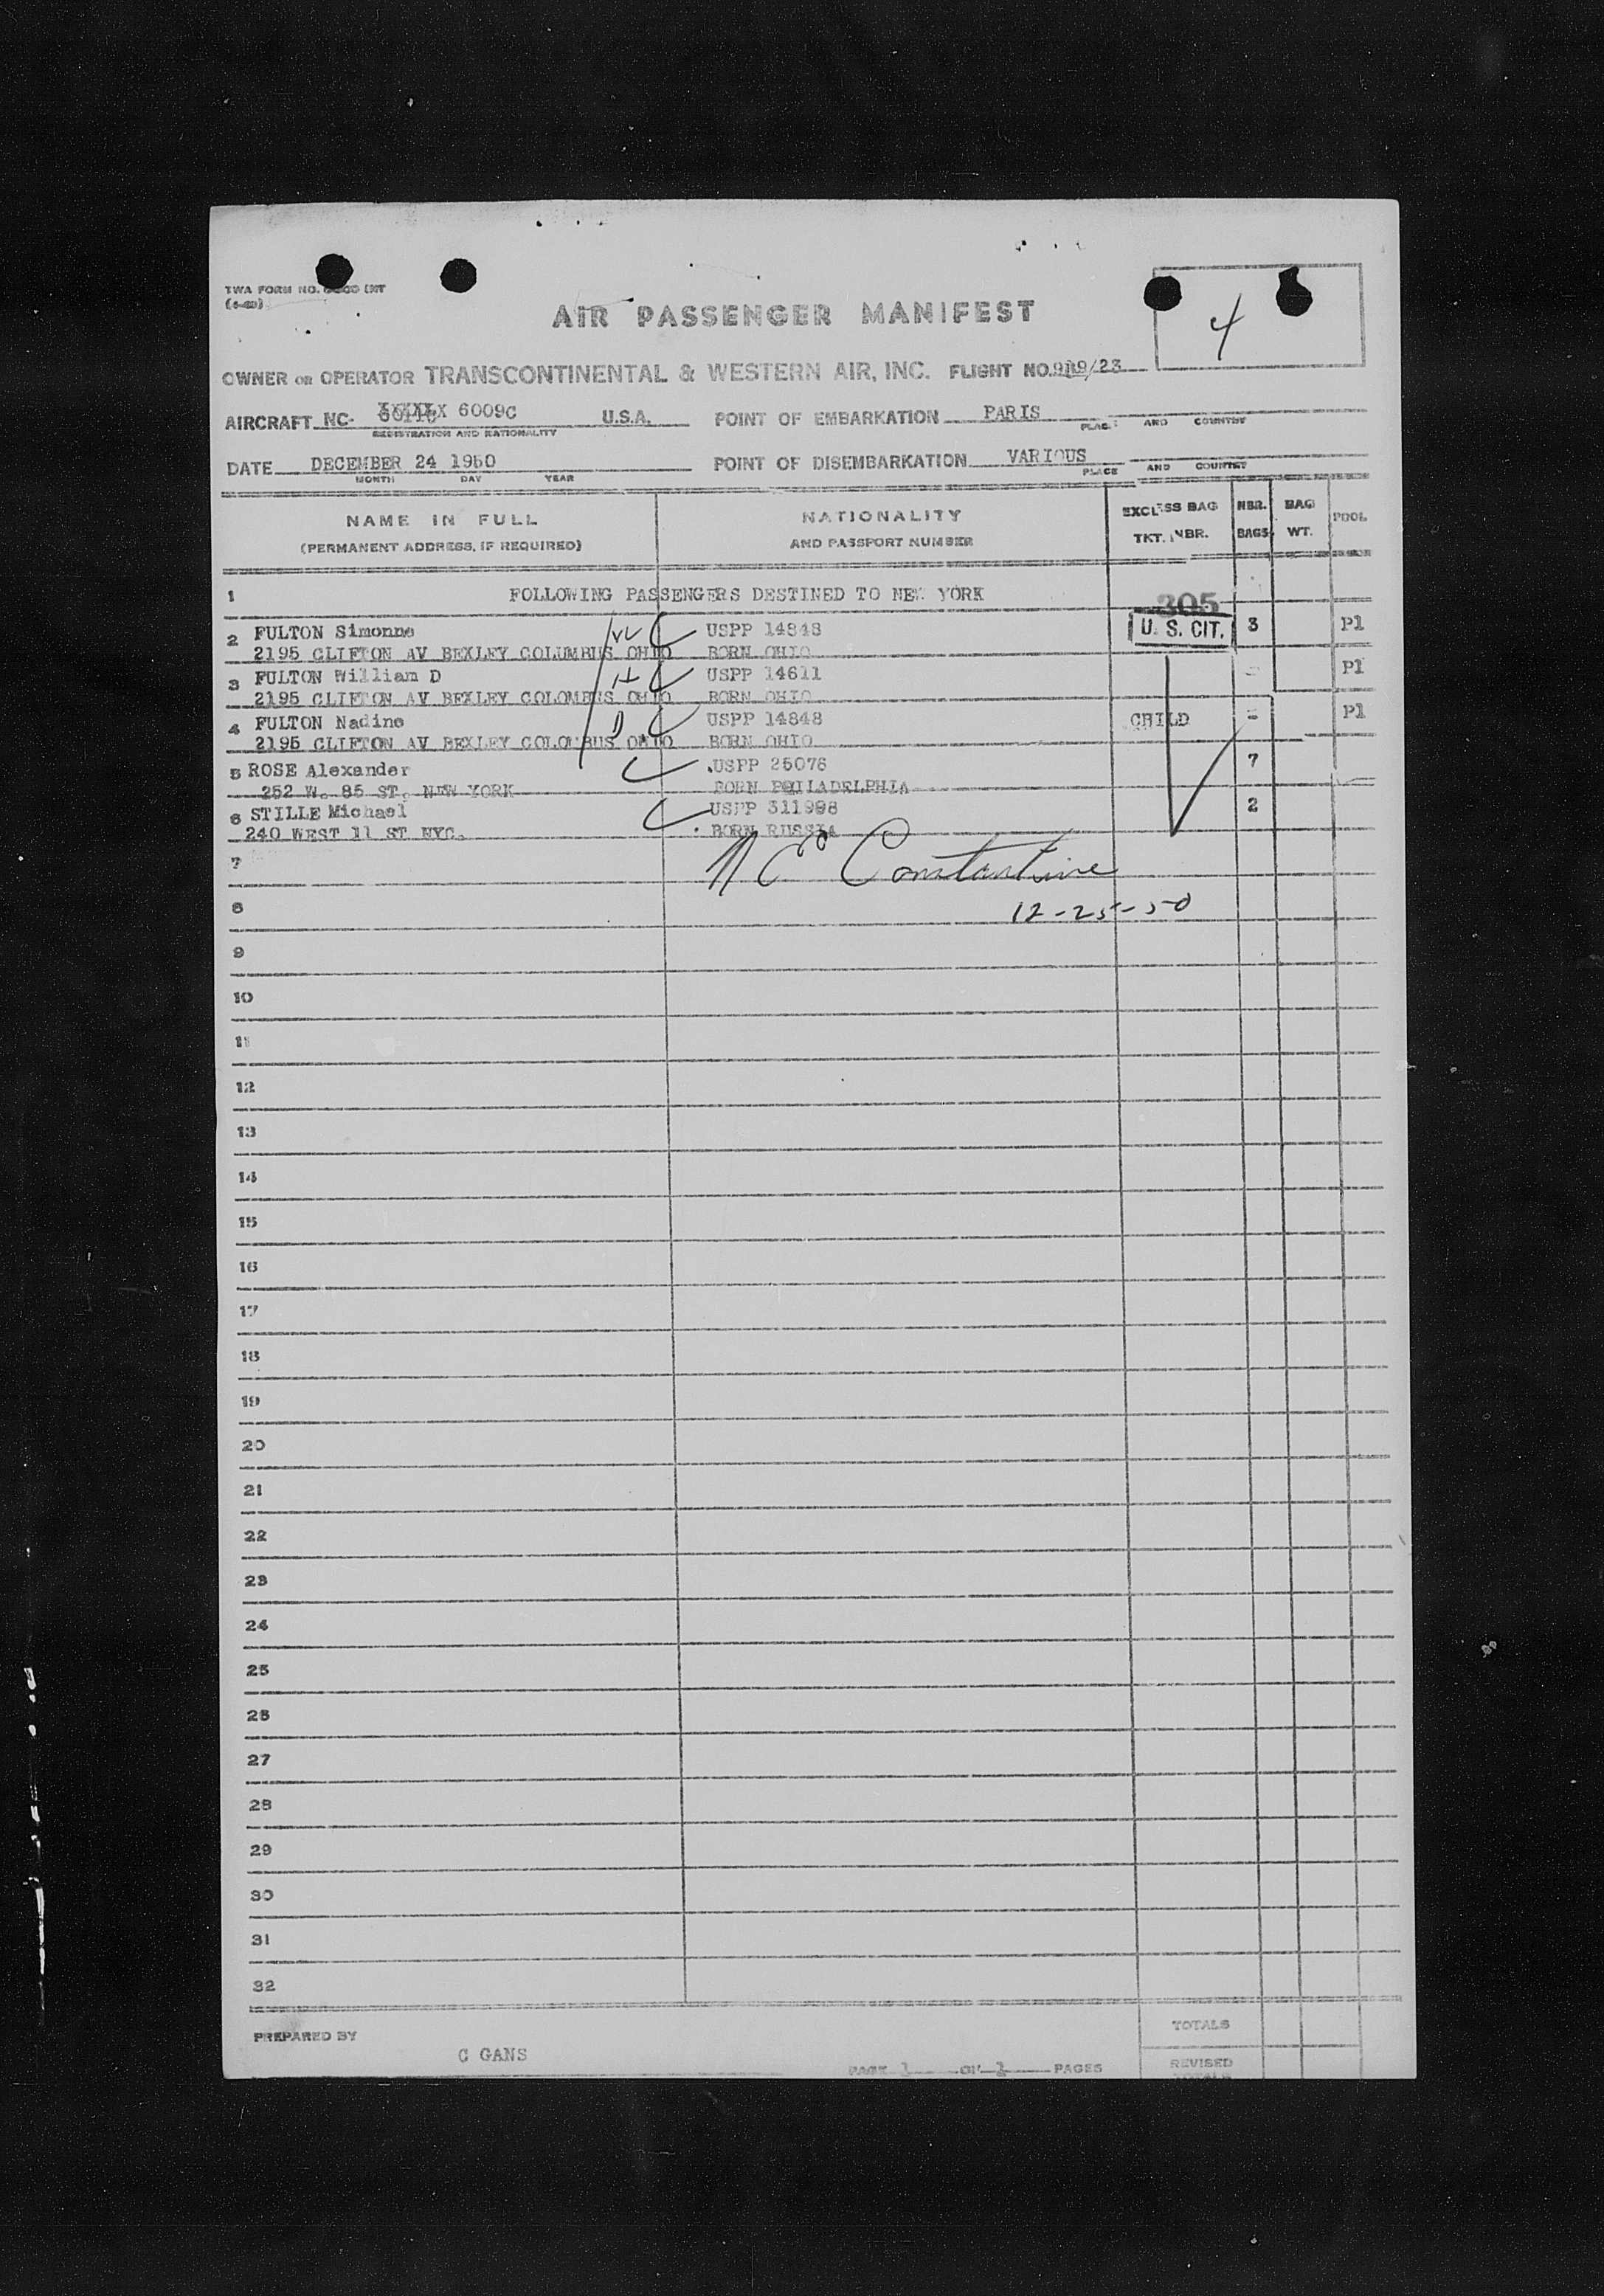 TWA FORM NO. INT
4
AIR PASSENGER MANIFEST
OWNER OR OPERATOR TRANSCONTINENTAL & WESTERN AIR, INC. FLIGHT NO. /23
AIRCRAFT NC- 6009C U.S.A. POINT OF EMBARKATION PARIS
REGISTRATION AND NATIONALITY PLACE AND COUNTRY
DATE DECEMBER 24 1950 POINT OF DISEMBARKATION VARIOUS
MONTH DAY YEAR PLACE AND COUNTRY
NAME IN FULL NATIONALITY EXCESS BAG NBR. BAG POOL
(PERMANENT ADDRESS, IF REQUIRED) AND PASSPORT NUMBER TKT. NBR. BAGS WT.
1 FOLLOWING PASSENGERS DESTINED TO NEW YORK
305
2 FULTON Simonne USPP 14848 U. S. CIT. 3 P1
2195 CLIFTON AV BEXLEY COLUMBUS OHIO BORN OHIO
3 FULTON William D H USPP 14611 - P1
2195 CLIFTON AV BEXLEY COLOMBUS OHIO BORN OHIO
4 FULTON Nadine D USPP 14848 CHILD - P1
2195 CLIFTON AV BEXLEY COLOMBUS OHIO BORN OHIO
5 ROSE Alexander USPP 25076 7
252 W. 85 ST. NEW YORK BORN PHILADELPHIA
6 STILLE Michael USPP 311998 2
240 WEST 11 ST NYC. BORN RUSSIA
7 N E Constantine
8 12-25-50
9
10
11
12
13
14
15
16
17
18
19
20
21
22
23
24
25
26
27
28
29
30
31
32
PREPARED BY TOTALS
C GANS PAGE 1 OF 1 PAGES REVISED
TOTALS